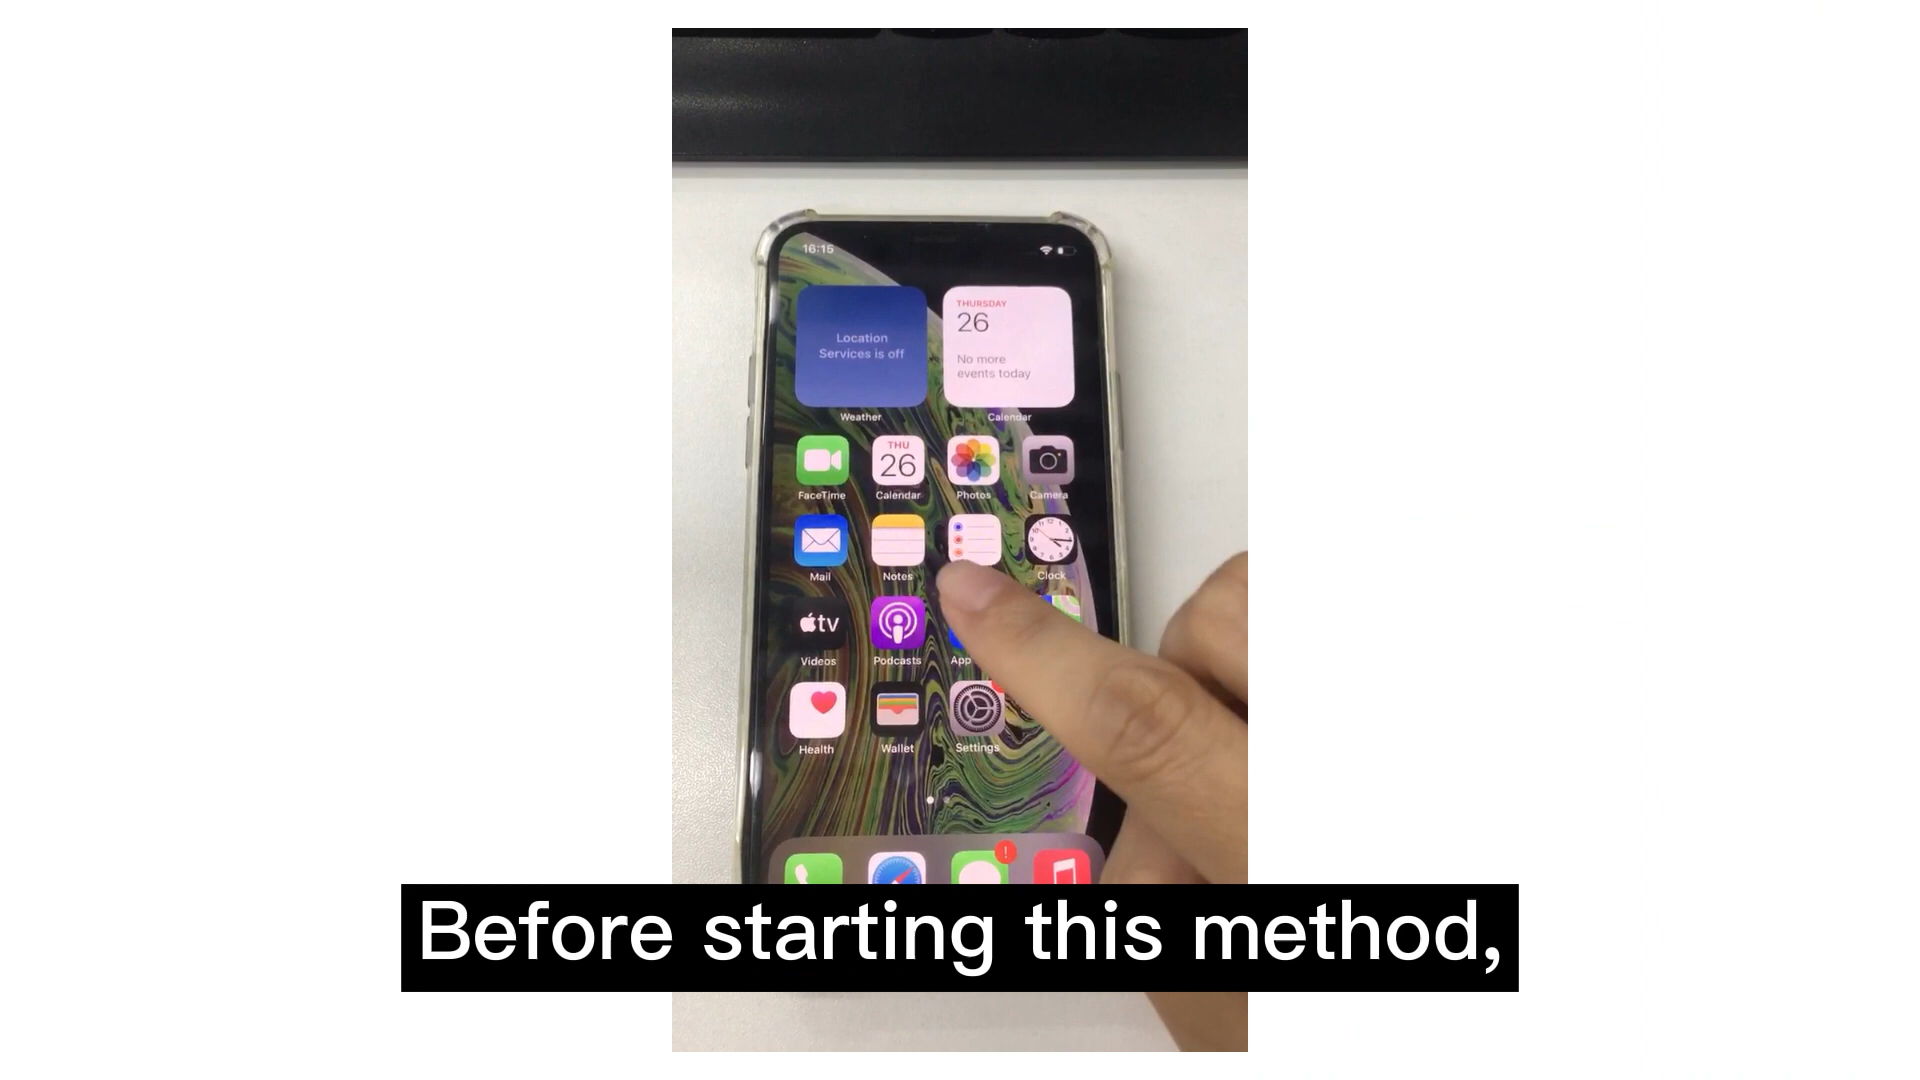 16:15
Location
Services is off
Weather
THURSDAY
26
No more
events today
Calendar
FaceTime
THU
26
Calendar
Photos
Camera
Mail
Notes
Clock
tv
Videos
Podcasts
App
Health
Wallet
Settings
!
Before starting this method,